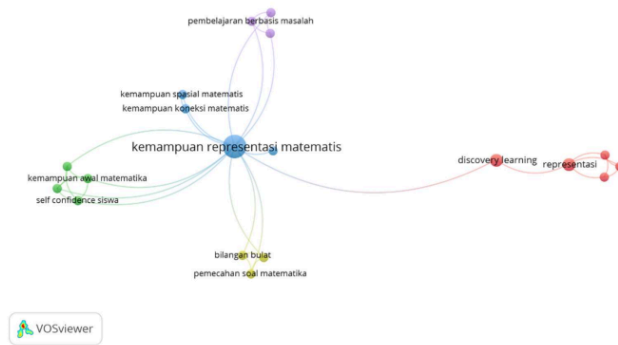 pembelajaran berbasis masalah
kemampuan spasial matematis
kemampuan koneksi matematis
kemampuan representasi matematis
discovery learning
representasi
kemampuan awal matematika
self confidence siswa
bilangan bulat
pemecahan soal matematika
VOSviewer